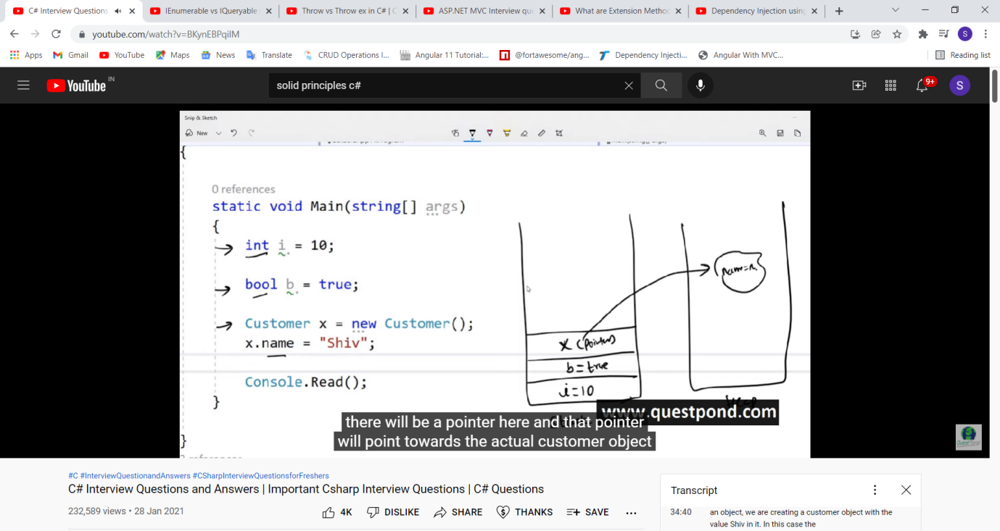 C# Interview Questions
IEnumerable vs IQueryable
Throw vs Throw ex in C# | C
ASP.NET MVC Interview que
What are Extension Method
Dependency Injection using
youtube.com/watch?v=BKynEBPqiIM
S
Apps
Gmail
YouTube
Maps
News
Translate
CRUD Operations I...
Angular 11 Tutorial:...
@fortawesome/ang...
Dependency Injecti...
Angular With MVC...
Reading list
YouTube IN
solid principles c#
9+
S
Snip & Sketch
New
{
0 references
static void Main(string[] args)
{
int i = 10;
bool b = true;
Customer x = new Customer();
x.name = "Shiv";
Console.Read();
}
}
x (pointer)
b = true
i = 10
www.questpond.com
there will be a pointer here and that pointer
will point towards the actual customer object
#C #InterviewQuestionandAnswers #CSharpInterviewQuestionsforFreshers
C# Interview Questions and Answers | Important Csharp Interview Questions | C# Questions
232,589 views • 28 Jan 2021
4K
DISLIKE
SHARE
THANKS
SAVE
...
Transcript
34:40
an object, we are creating a customer object with the
value Shiv in it. In this case the